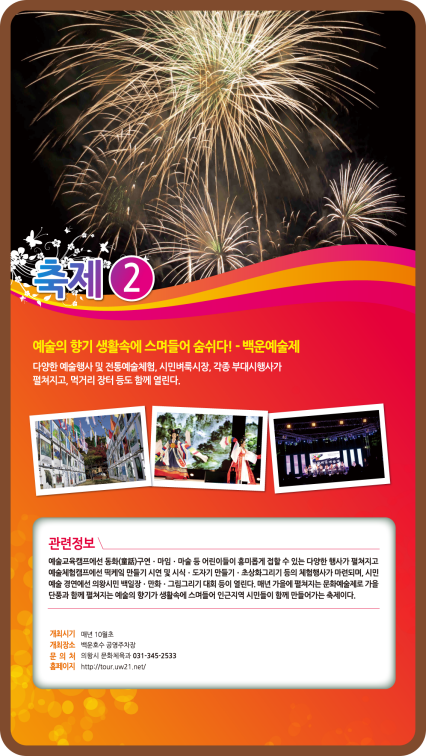 축제 2
예술의 향기 생활속에 스며들어 숨쉬다! - 백운예술제
다양한 예술행사 및 전통예술체험, 시민벼룩시장, 각종 부대시행사가
펼쳐지고, 먹거리 장터 등도 함께 열린다.
관련정보
예술교육캠프에선 동화(童話)구연 · 마임 · 마술 등 어린이들이 흥미롭게 접할 수 있는 다양한 행사가 펼쳐지고
예술체험캠프에선 떡케잌 만들기 시연 및 시식 · 도자기 만들기 · 초상화그리기 등의 체험행사가 마련되며, 시민
예술 경연에선 의왕시민 백일장 · 만화 · 그림그리기 대회 등이 열린다. 매년 가을에 펼쳐지는 문화예술제로 가을
단풍과 함께 펼쳐지는 예술의 향기가 생활속에 스며들어 인근지역 시민들이 함께 만들어가는 축제이다.
개최시기 매년 10월초
개최장소 백운호수 공영주차장
문 의 처 의왕시 문화체육과 031-345-2533
홈페이지 http://tour.uw21.net/